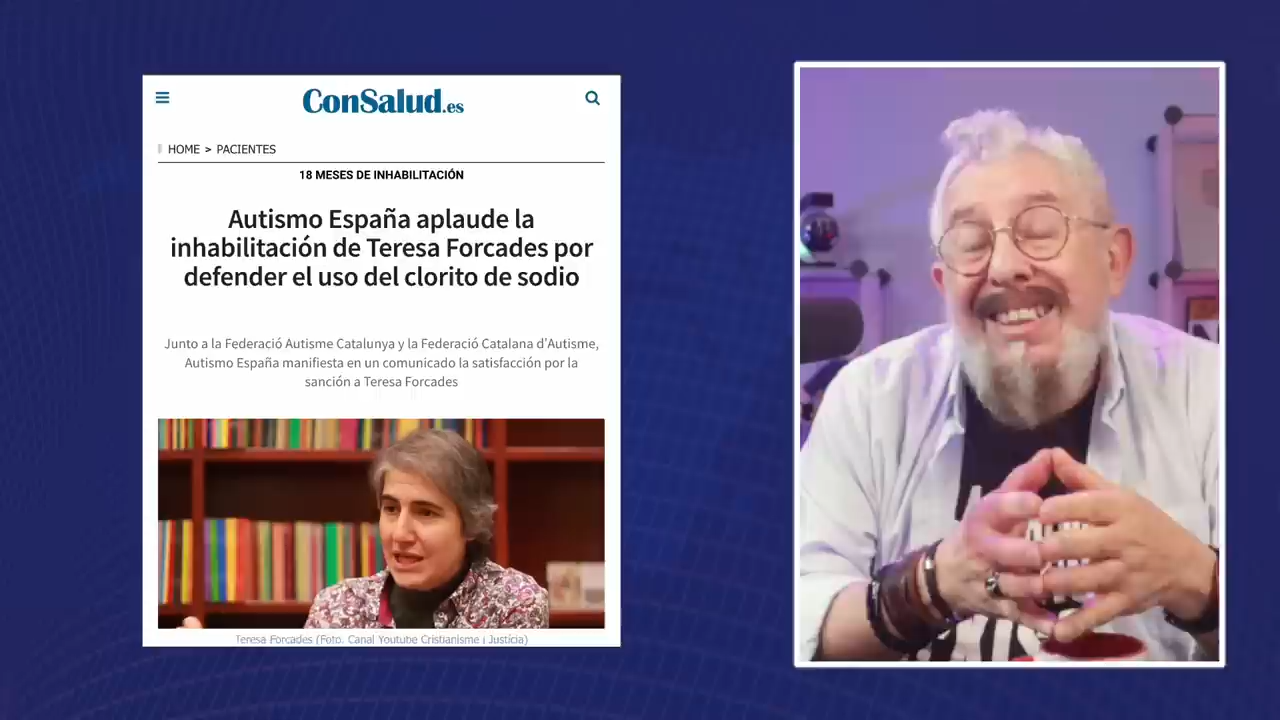 ConSalud.es
HOME > PACIENTES
18 MESES DE INHABILITACIÓN
Autismo España aplaude la
inhabilitación de Teresa Forcades por
defender el uso del clorito de sodio
Junto a la Federació Autisme Catalunya y la Federació Catalana d'Autisme,
Autismo España manifiesta en un comunicado la satisfacción por la
sanción a Teresa Forcades
Teresa Forcades (Foto. Canal Youtube Cristianisme i Justícia)